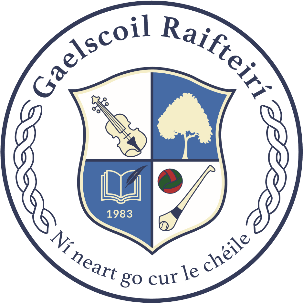 Gaelscoil Raifteirí
1983
Ní neart go cur le chéile